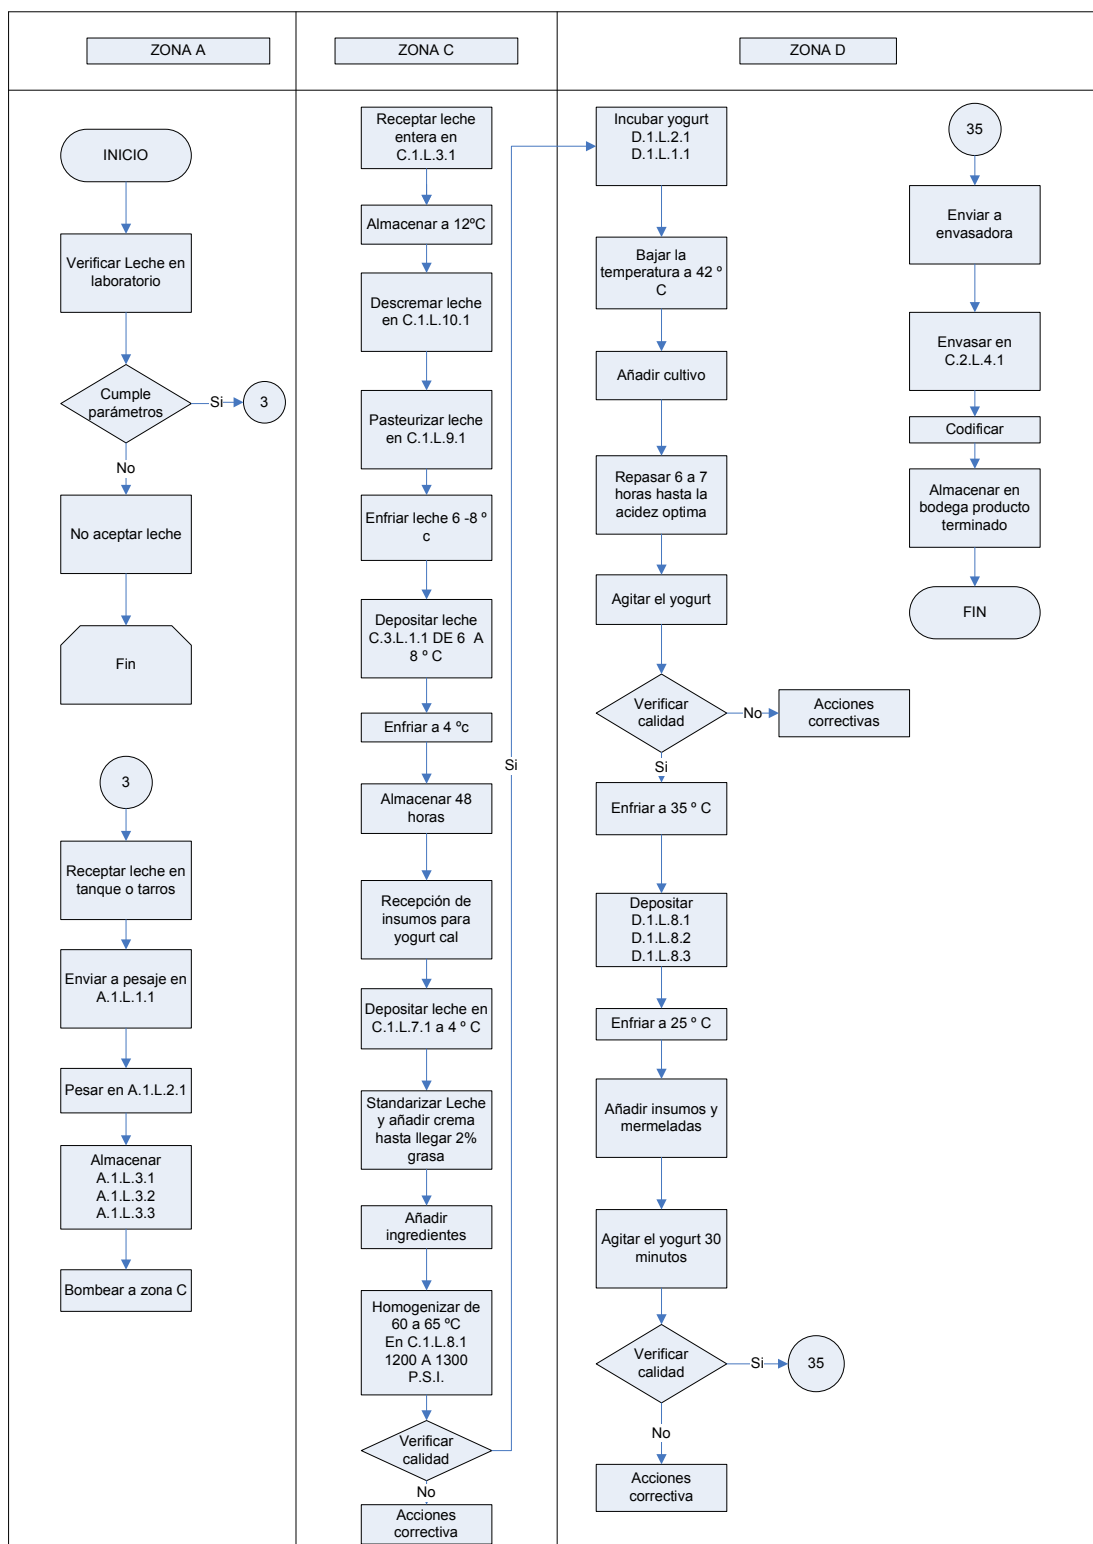 ZONA A
ZONA C
ZONA D
INICIO
Verificar Leche en
laboratorio
Cumple
parámetros
Si
3
No
No aceptar leche
Fin
3
Receptar leche en
tanque o tarros
Enviar a pesaje en
A.1.L.1.1
Pesar en A.1.L.2.1
Almacenar
A.1.L.3.1
A.1.L.3.2
A.1.L.3.3
Bombear a zona C
Receptar leche
entera en
C.1.L.3.1
Almacenar a 12ºC
Descremar leche
en C.1.L.10.1
Pasteurizar leche
en C.1.L.9.1
Enfriar leche 6 -8 º
c
Depositar leche
C.3.L.1.1 DE 6 A
8 º C
Enfriar a 4 ºc
Almacenar 48
horas
Recepción de
insumos para
yogurt cal
Depositar leche en
C.1.L.7.1 a 4 º C
Standarizar Leche
y añadir crema
hasta llegar 2%
grasa
Añadir
ingredientes
Homogenizar de
60 a 65 ºC
En C.1.L.8.1
1200 A 1300
P.S.I.
Verificar
calidad
No
Acciones
correctiva
Si
Incubar yogurt
D.1.L.2.1
D.1.L.1.1
Bajar la
temperatura a 42 º
C
Añadir cultivo
Repasar 6 a 7
horas hasta la
acidez optima
Agitar el yogurt
Verificar
calidad
No
Acciones
correctivas
Si
Enfriar a 35 º C
Depositar
D.1.L.8.1
D.1.L.8.2
D.1.L.8.3
Enfriar a 25 º C
Añadir insumos y
mermeladas
Agitar el yogurt 30
minutos
Verificar
calidad
Si
35
No
Acciones
correctiva
35
Enviar a
envasadora
Envasar en
C.2.L.4.1
Codificar
Almacenar en
bodega producto
terminado
FIN